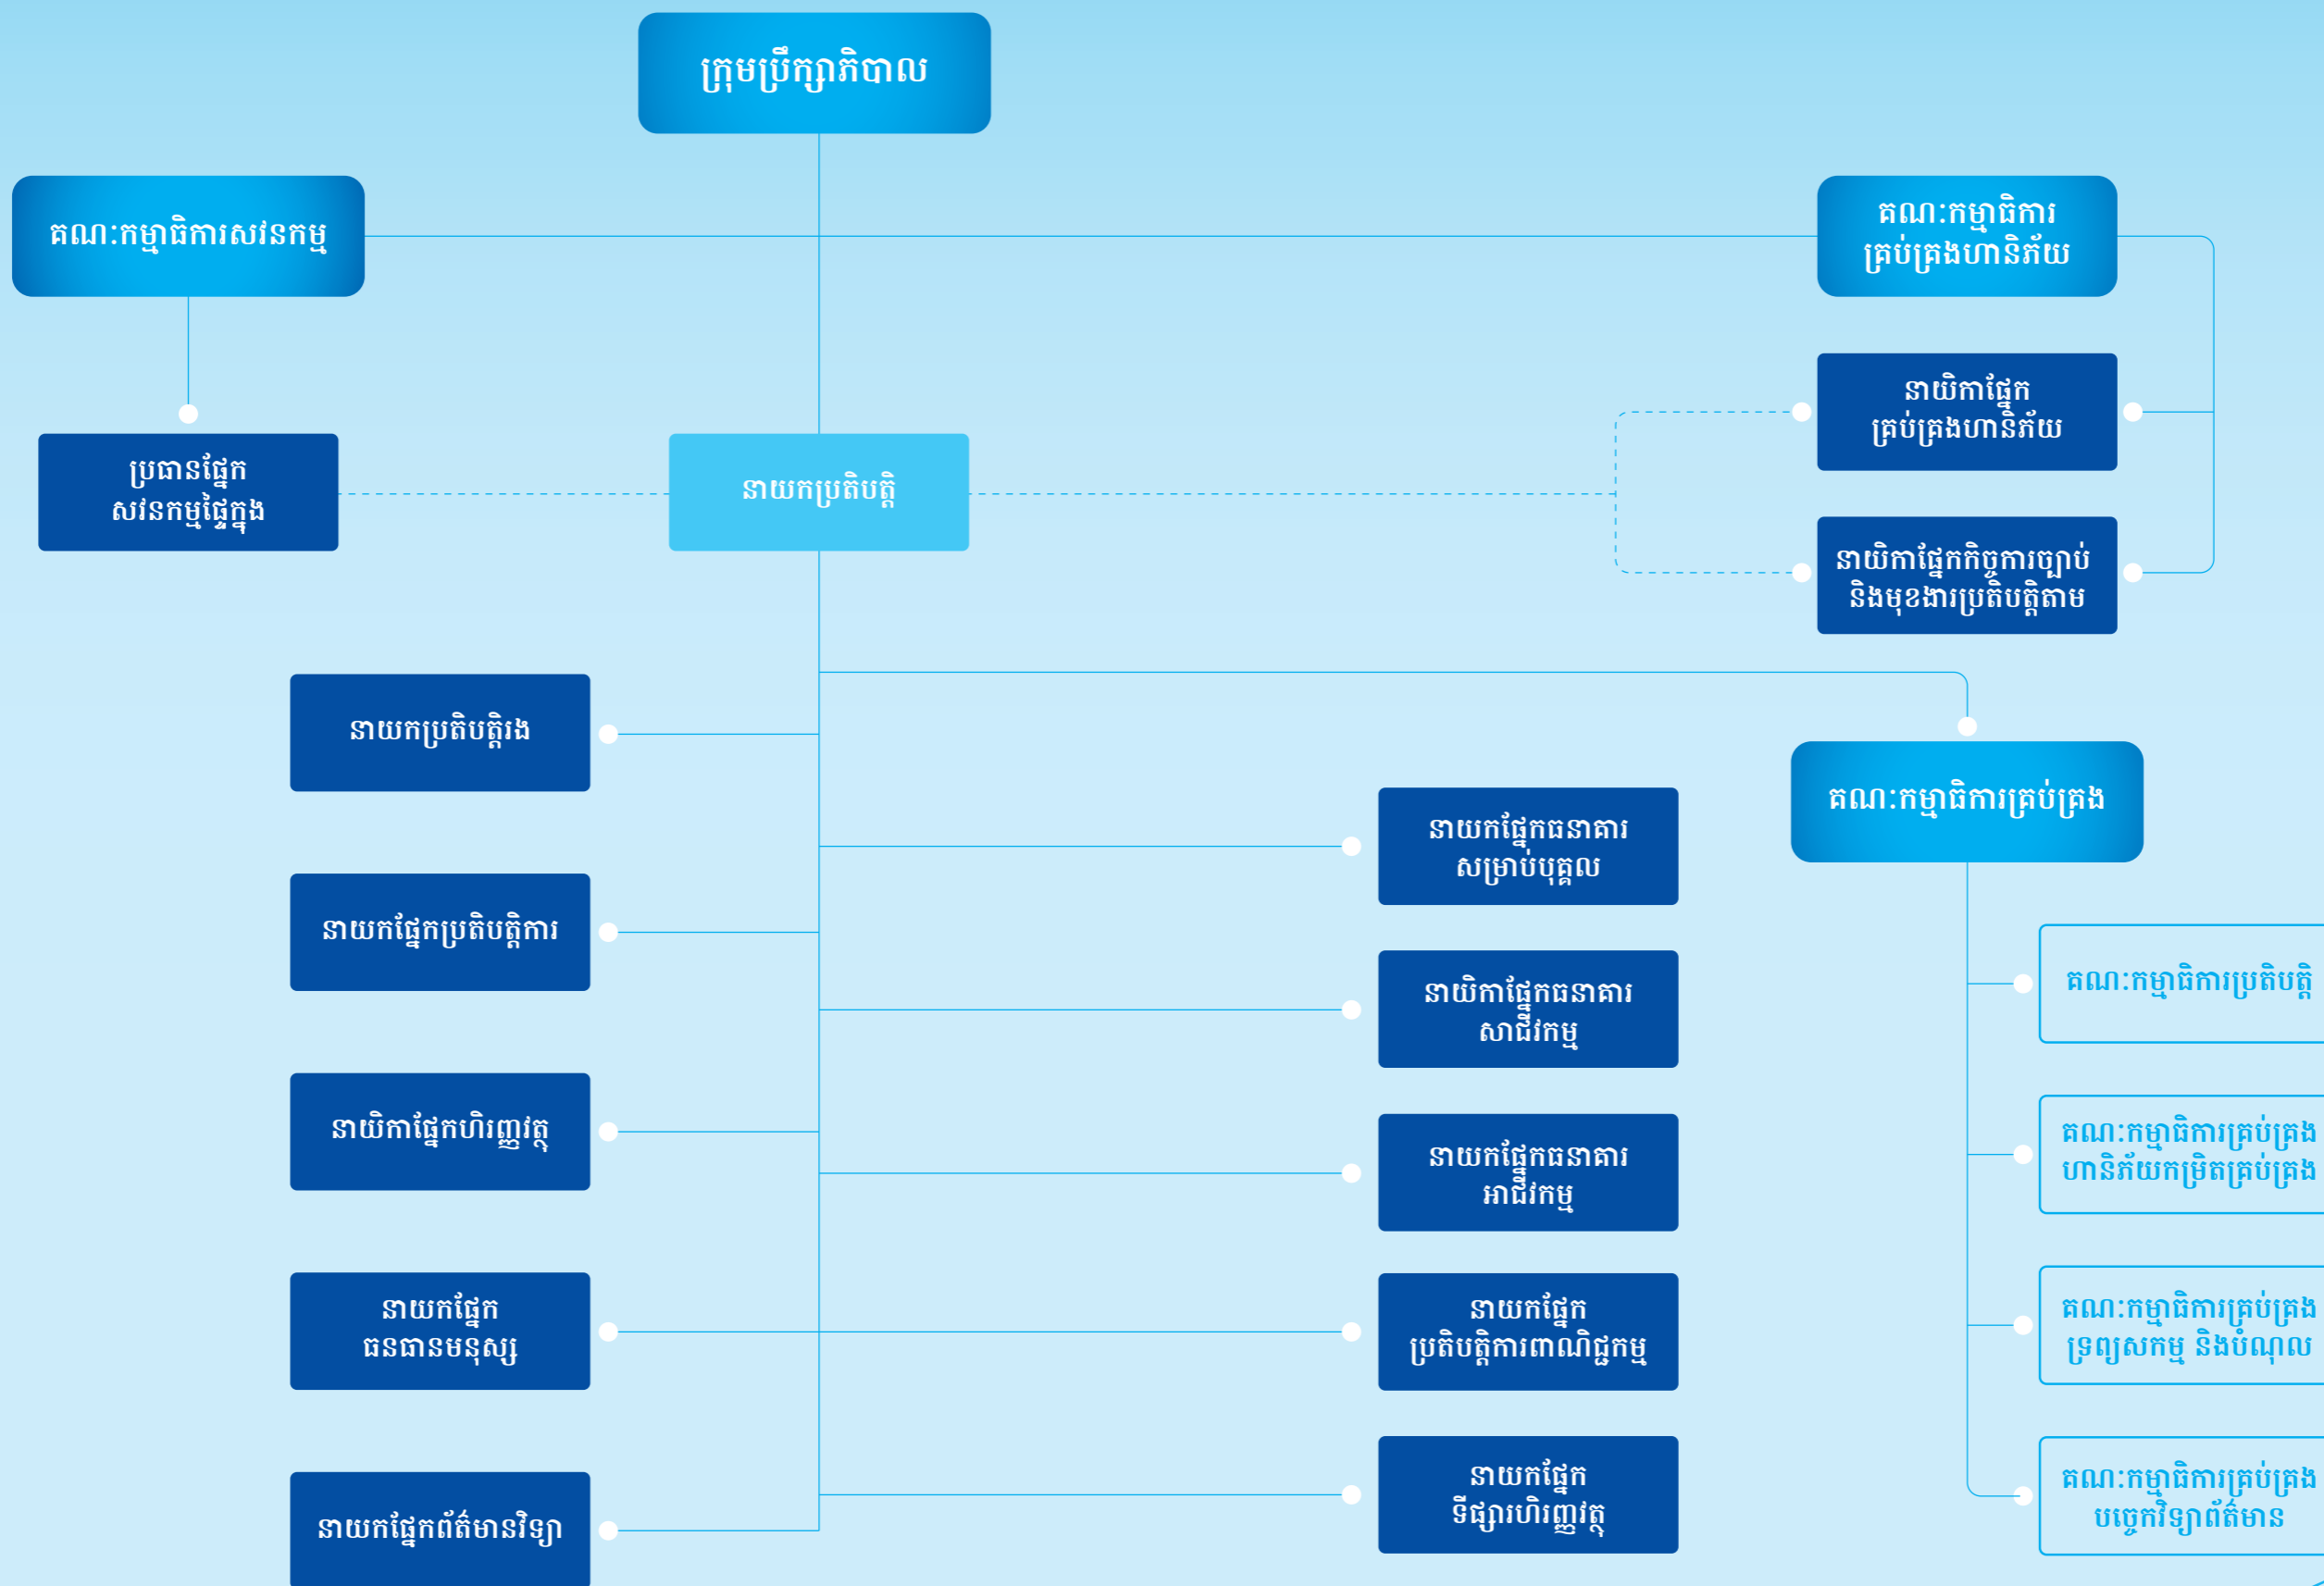 ក្រុមប្រឹក្សាភិបាល
គណៈកម្មាធិការសវនកម្ម
គណៈកម្មាធិការ
គ្រប់គ្រងហានិភ័យ
នាយិកាផ្នែក
គ្រប់គ្រងហានិភ័យ
ប្រធានផ្នែក
សវនកម្មផ្ទៃក្នុង
នាយកប្រតិបត្តិ
នាយិកាផ្នែកកិច្ចការច្បាប់
និងមុខងារប្រតិបត្តិតាម
នាយកប្រតិបត្តិរង
នាយកផ្នែកប្រតិបត្តិការ
នាយិកាផ្នែកហិរញ្ញវត្ថុ
នាយកផ្នែក
ធនធានមនុស្ស
នាយកផ្នែកព័ត៌មានវិទ្យា
នាយកផ្នែកធនាគារ
សម្រាប់បុគ្គល
នាយិកាផ្នែកធនាគារ
សាជីវកម្ម
នាយកផ្នែកធនាគារ
អាជីវកម្ម
នាយកផ្នែក
ប្រតិបត្តិការពាណិជ្ជកម្ម
នាយកផ្នែក
ទីផ្សារហិរញ្ញវត្ថុ
គណៈកម្មាធិការគ្រប់គ្រង
គណៈកម្មាធិការប្រតិបត្តិ
គណៈកម្មាធិការគ្រប់គ្រង
ហានិភ័យកម្រិតគ្រប់គ្រង
គណៈកម្មាធិការគ្រប់គ្រង
ទ្រព្យសកម្ម និងបំណុល
គណៈកម្មាធិការគ្រប់គ្រង
បច្ចេកវិទ្យាព័ត៌មាន